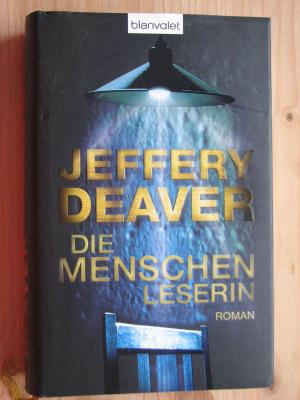 blanvalet
JEFFERY
DEAVER
DIE
MENSCHEN
LESERIN
ROMAN